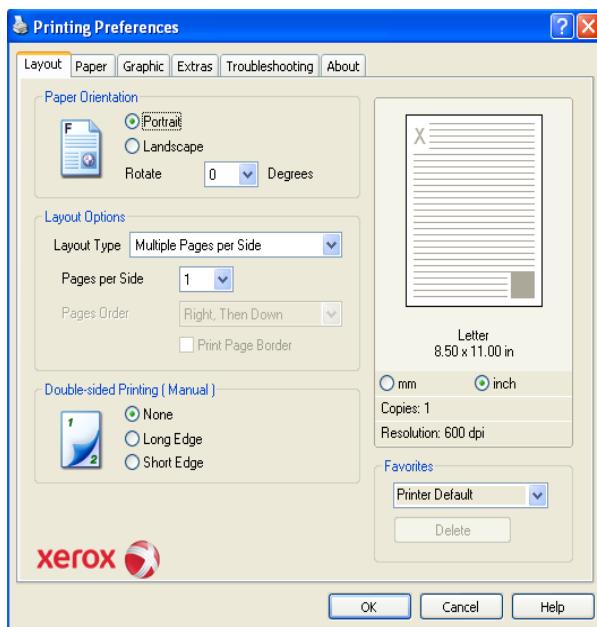 Printing Preferences
Layout Paper Graphic Extras Troubleshooting About
Paper Orientation
F
Portrait
Landscape
Rotate 0 Degrees
Layout Options
Layout Type Multiple Pages per Side
Pages per Side 1
Pages Order Right, Then Down
Print Page Border
Double-sided Printing ( Manual )
1
2
None
Long Edge
Short Edge
xerox
X
Letter
8.50 x 11.00 in
mm inch
Copies: 1
Resolution: 600 dpi
Favorites
Printer Default
Delete
OK Cancel Help